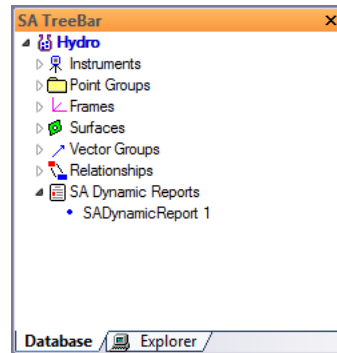 SA TreeBar
Hydro
Instruments
Point Groups
Frames
Surfaces
Vector Groups
Relationships
SA Dynamic Reports
SADynamicReport 1
Database Explorer